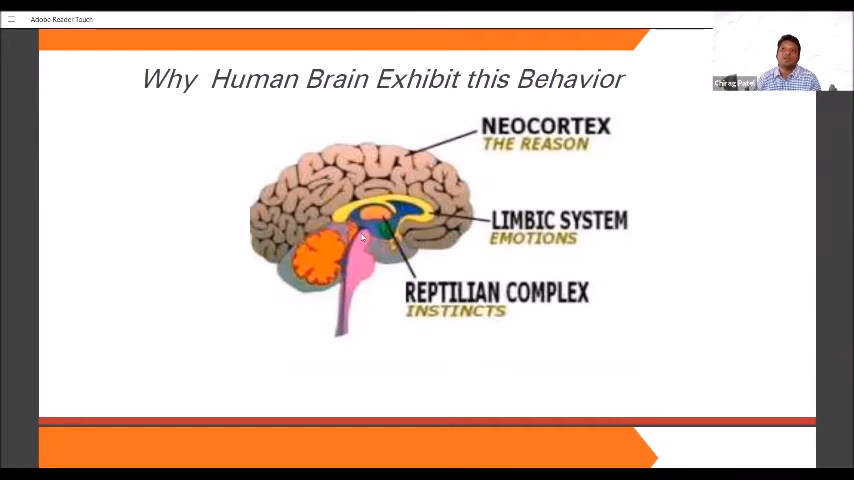 Adobe Reader Touch
Why Human Brain Exhibit this Behavior
Chirag Patel
NEOCORTEX
THE REASON
LIMBIC SYSTEM
EMOTIONS
REPTILIAN COMPLEX
INSTINCTS